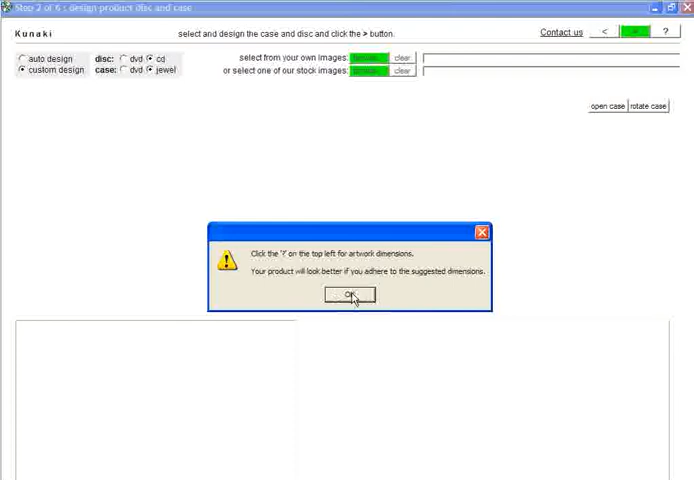 Step 2 of 6 : design product disc and case
Kunaki
select and design the case and disc and click the > button.
Contact us
<
?
auto design
custom design
disc:
dvd
cd
case:
dvd
jewel
select from your own images:
clear
or select one of our stock images:
clear
open case
rotate case
Click the '?' on the top left for artwork dimensions.
Your product will look better if you adhere to the suggested dimensions.
OK